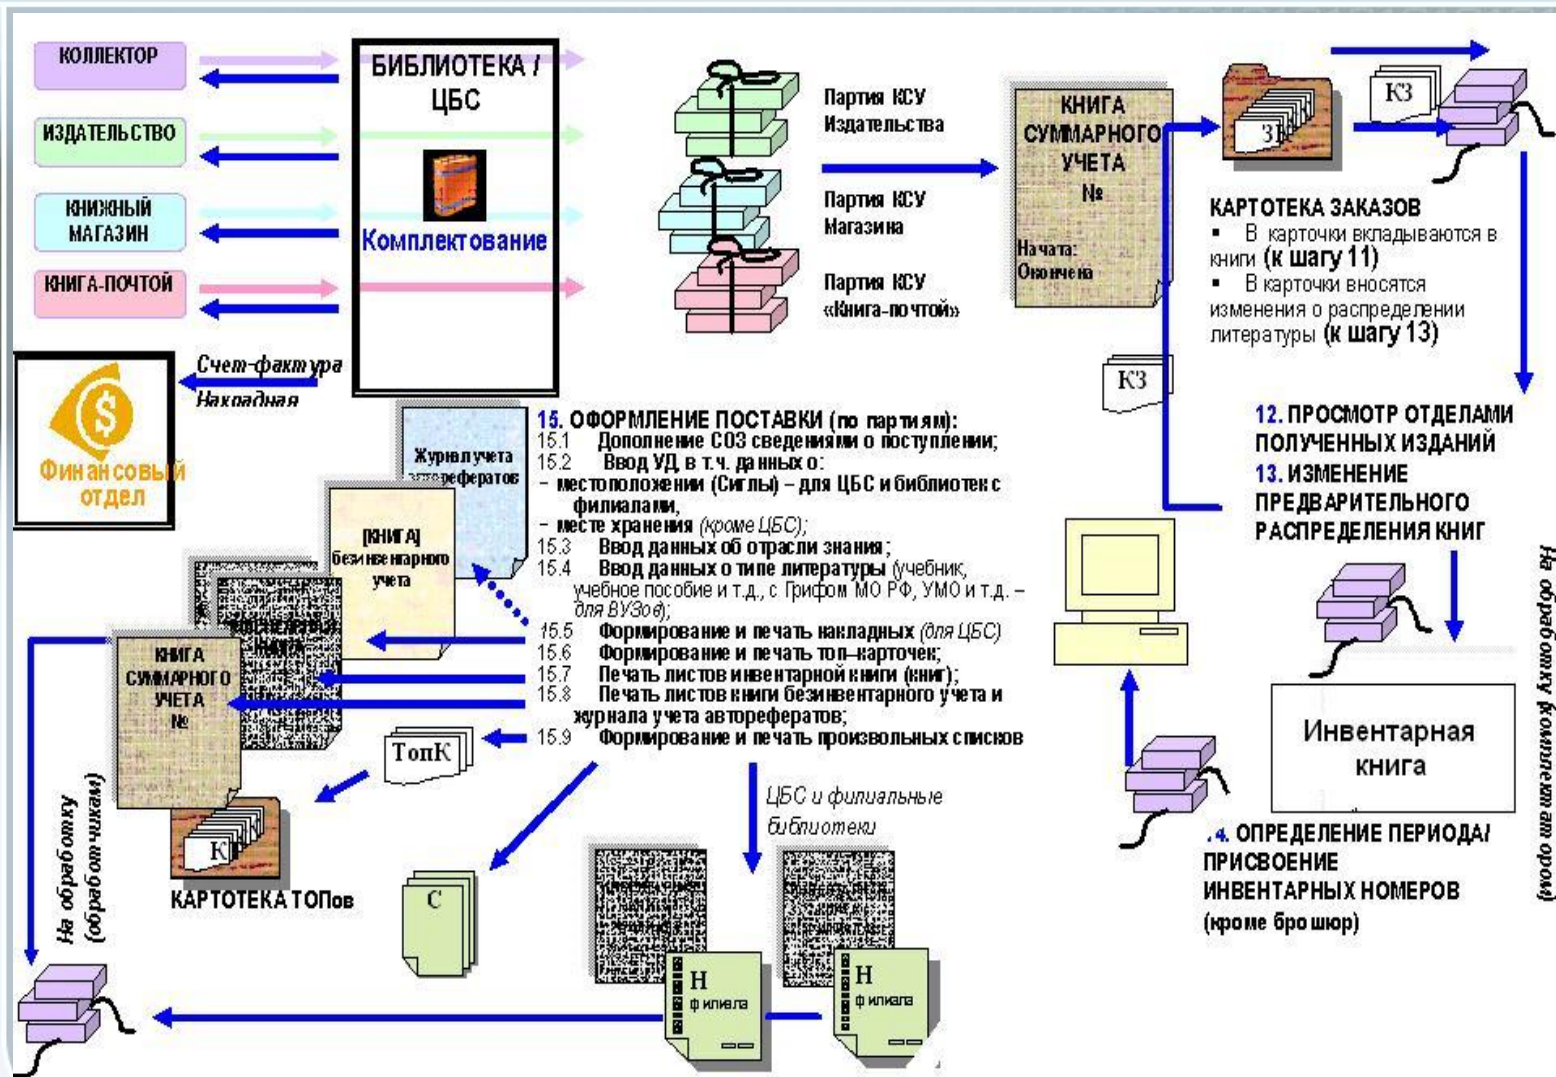 КОЛЛЕКТОР
ИЗДАТЕЛЬСТВО
КНИЖНЫЙ
МАГАЗИН
КНИГА-ПОЧТОЙ
БИБЛИОТЕКА /
ЦБС
Комплектование
Партия КСУ
Издательства
Партия КСУ
Магазина
Партия КСУ
«Книга-почтой»
КНИГА
СУММАРНОГО
УЧЕТА
№
Начата:
Окончена
КЗ
КАРТОТЕКА ЗАКАЗОВ
▪ В карточки вкладываются в
книги (к шагу 11)
▪ В карточки вносятся
изменения о распределении
литературы (к шагу 13)
КЗ
Счет-фактура
Накладная
Финансовый
отдел
12. ПРОСМОТР ОТДЕЛАМИ
ПОЛУЧЕННЫХ ИЗДАНИЙ
13. ИЗМЕНЕНИЕ
ПРЕДВАРИТЕЛЬНОГО
РАСПРЕДЕЛЕНИЯ КНИГ
На обработку (комплектатором)
Инвентарная
книга
.4. ОПРЕДЕЛЕНИЕ ПЕРИОДА/
ПРИСВОЕНИЕ
ИНВЕНТАРНЫХ НОМЕРОВ
(кроме брошюр)
15. ОФОРМЛЕНИЕ ПОСТАВКИ (по партиям):
15.1 Дополнение СОЗ сведениями о поступлении;
15.2 Ввод УД, в т.ч. данных о:
– местоположении (Сиглы) – для ЦБС и библиотек с
филиалами,
– месте хранения (кроме ЦБС);
15.3 Ввод данных об отрасли знания;
15.4 Ввод данных о типе литературы (учебник,
учебное пособие и т.д., с Грифом МО РФ, УМО и т.д. –
для ВУЗов);
15.5 Формирование и печать накладных (для ЦБС)
15.6 Формирование и печать топ–карточек;
15.7 Печать листов инвентарной книги (книг);
15.8 Печать листов книги безинвентарного учета и
журнала учета авторефератов;
15.9 Формирование и печать произвольных списков
Журнал учета
авторефератов
[КНИГА]
безинвентарного
учета
КНИГА
СУММАРНОГО
УЧЕТА
№
ТопК
К
КАРТОТЕКА ТОПов
На обработку
(обработчикам)
С
ЦБС и филиальные
библиотеки
Н
филиала
Н
филиала